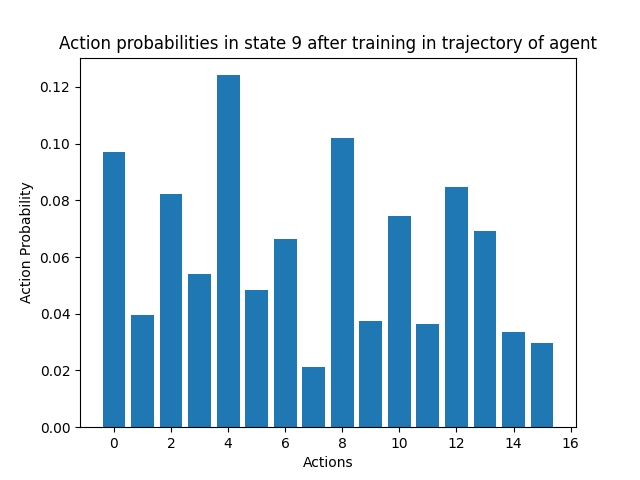 Action probabilities in state 9 after training in trajectory of agent
0.12
0.10
0.08
0.06
0.04
0.02
0.00
Action Probability
0 2 4 6 8 10 12 14 16
Actions